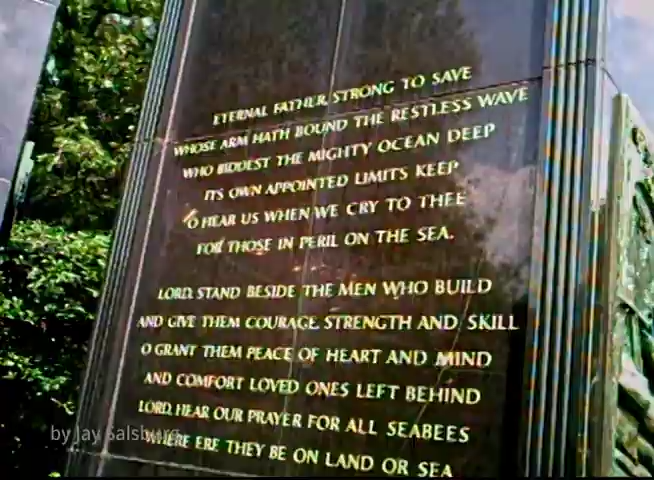 ETERNAL FATHER, STRONG TO SAVE
WHOSE ARM HATH BOUND THE RESTLESS WAVE
WHO BIDDEST THE MIGHTY OCEAN DEEP
ITS OWN APPOINTED LIMITS KEEP
O HEAR US WHEN WE CRY TO THEE
FOR THOSE IN PERIL ON THE SEA.
LORD, STAND BESIDE THE MEN WHO BUILD
AND GIVE THEM COURAGE, STRENGTH AND SKILL
O GRANT THEM PEACE OF HEART AND MIND
AND COMFORT LOVED ONES LEFT BEHIND
LORD, HEAR OUR PRAYER FOR ALL SEABEES
WHERE ERE THEY BE ON LAND OR SEA
by Jay Salsburg